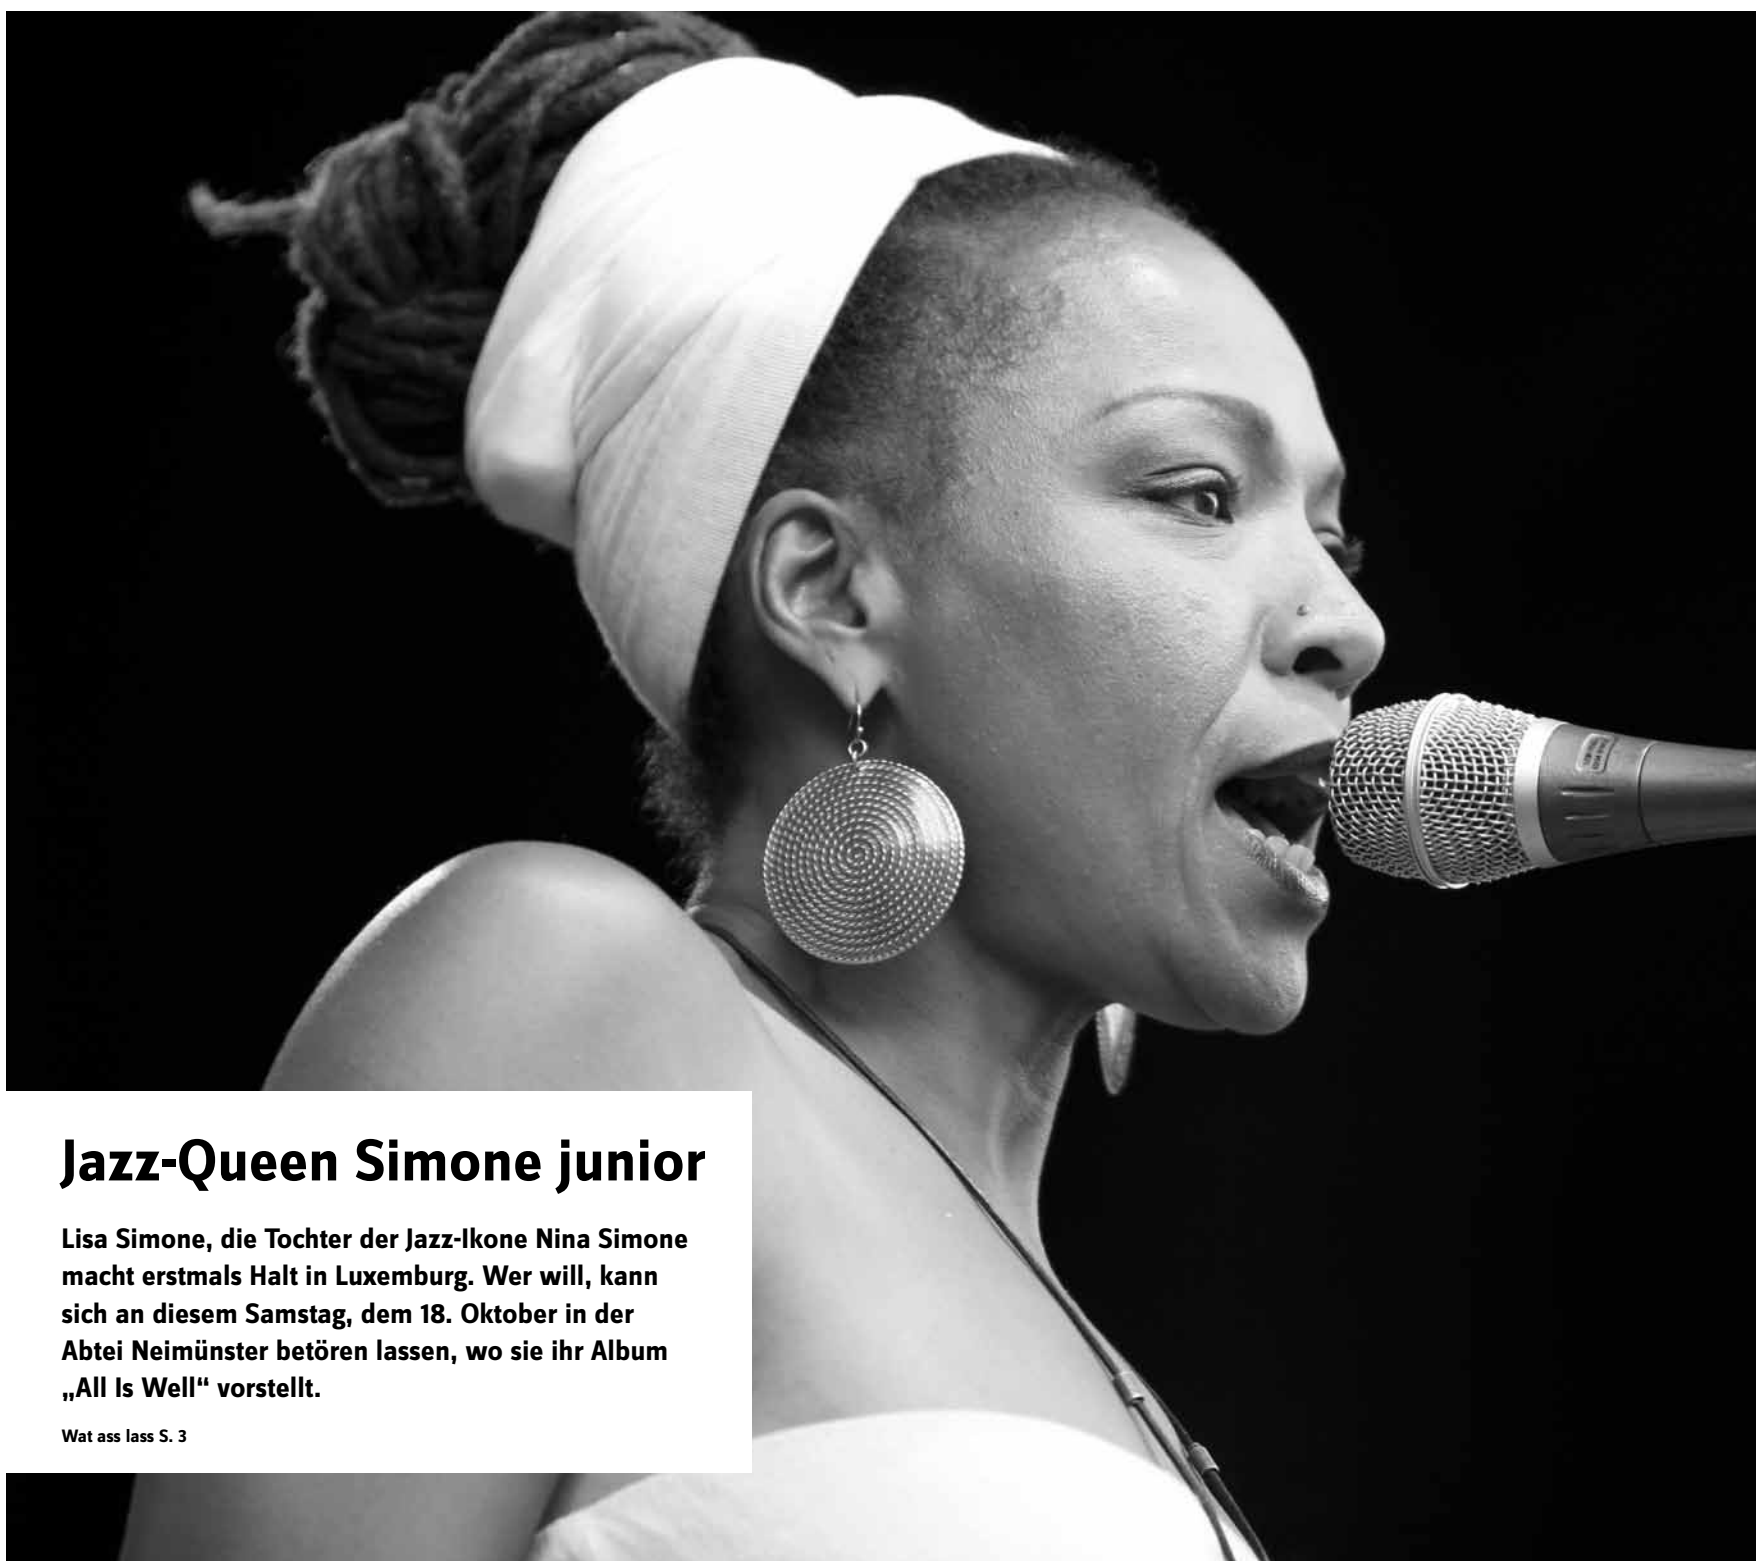 Jazz-Queen Simone junior
Lisa Simone, die Tochter der Jazz-Ikone Nina Simone
macht erstmals Halt in Luxemburg. Wer will, kann
sich an diesem Samstag, dem 18. Oktober in der
Abtei Neimünster betören lassen, wo sie ihr Album
„All Is Well“ vorstellt.
Wat ass lass S. 3